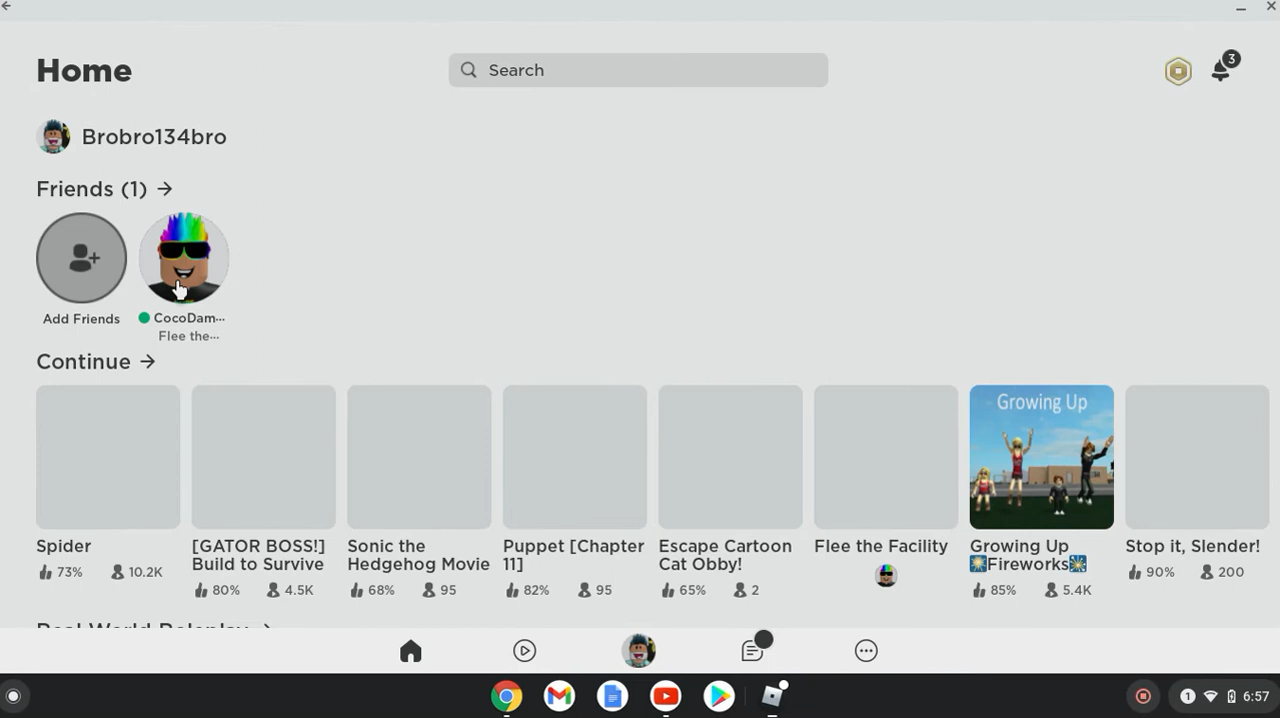 Home
Search
3
Brobro134bro
Friends (1)
Add Friends
CocoDam...
Flee the...
Continue
Growing Up
Spider
73% 10.2K
[GATOR BOSS!]
Build to Survive
80% 4.5K
Sonic the
Hedgehog Movie
68% 95
Puppet [Chapter
11]
82% 95
Escape Cartoon
Cat Obby!
65% 2
Flee the Facility
Growing Up
🎆Fireworks🎆
85% 5.4K
Stop it, Slender!
90% 200
Real World Roleplay
1 6:57